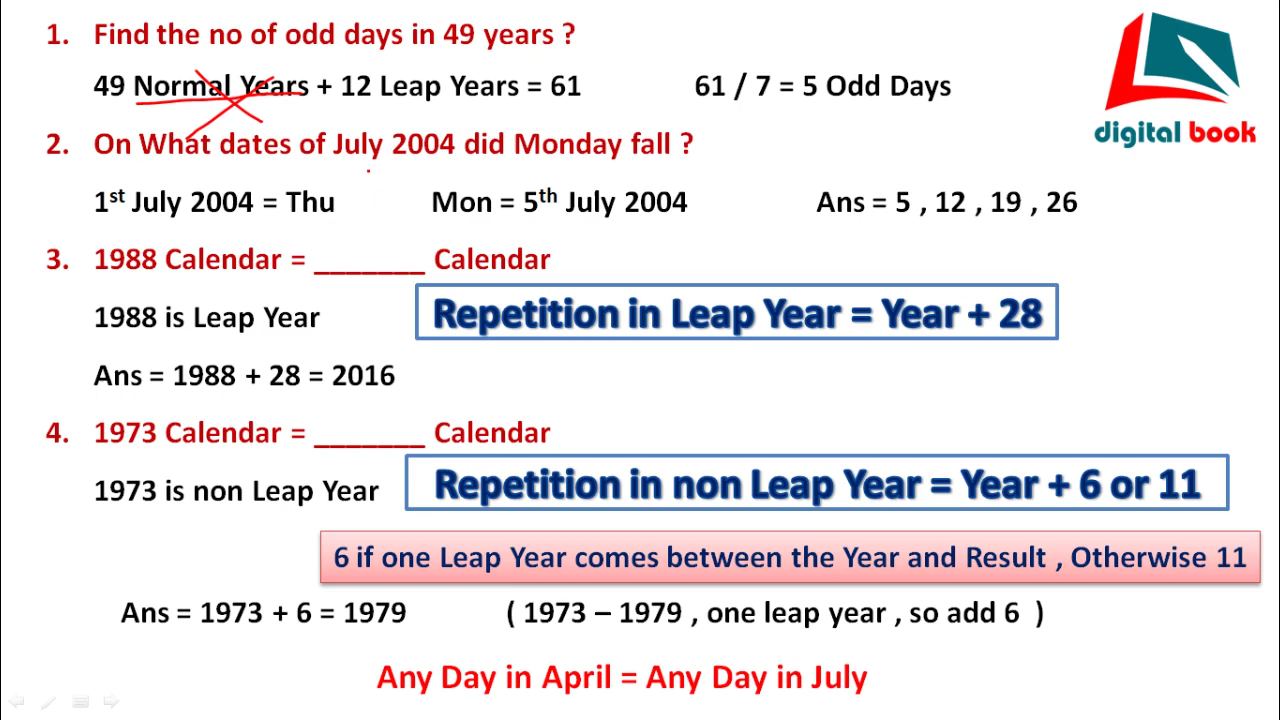 1. Find the no of odd days in 49 years ?
49 Normal Years + 12 Leap Years = 61 61 / 7 = 5 Odd Days
digital book
2. On What dates of July 2004 did Monday fall ?
1st July 2004 = Thu Mon = 5th July 2004 Ans = 5 , 12 , 19 , 26
3. 1988 Calendar = _______ Calendar
1988 is Leap Year Repetition in Leap Year = Year + 28
Ans = 1988 + 28 = 2016
4. 1973 Calendar = _______ Calendar
1973 is non Leap Year Repetition in non Leap Year = Year + 6 or 11
6 if one Leap Year comes between the Year and Result , Otherwise 11
Ans = 1973 + 6 = 1979 ( 1973 – 1979 , one leap year , so add 6 )
Any Day in April = Any Day in July